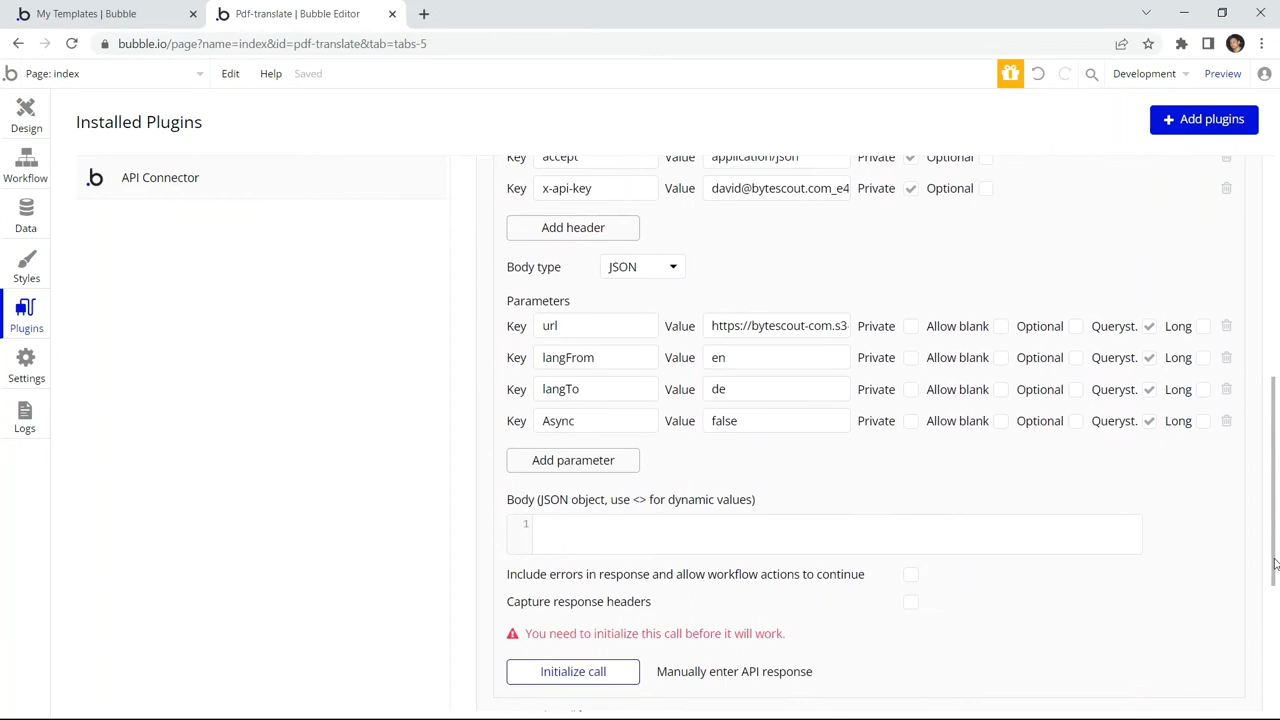 My Templates | Bubble
Pdf-translate | Bubble Editor
bubble.io/page?name=index&id=pdf-translate&tab=tabs-5
Page: index
Edit
Help
Saved
Development
Preview
Design
Workflow
Data
Styles
Plugins
Settings
Logs
Installed Plugins
Add plugins
API Connector
Key accept Value application/json Private Optional
Key x-api-key Value david@bytescout.com_e4 Private Optional
Add header
Body type JSON
Parameters
Key url Value https://bytescout-com.s3- Private Allow blank Optional Queryst. Long
Key langFrom Value en Private Allow blank Optional Queryst. Long
Key langTo Value de Private Allow blank Optional Queryst. Long
Key Async Value false Private Allow blank Optional Queryst. Long
Add parameter
Body (JSON object, use <> for dynamic values)
1
Include errors in response and allow workflow actions to continue
Capture response headers
You need to initialize this call before it will work.
Initialize call Manually enter API response